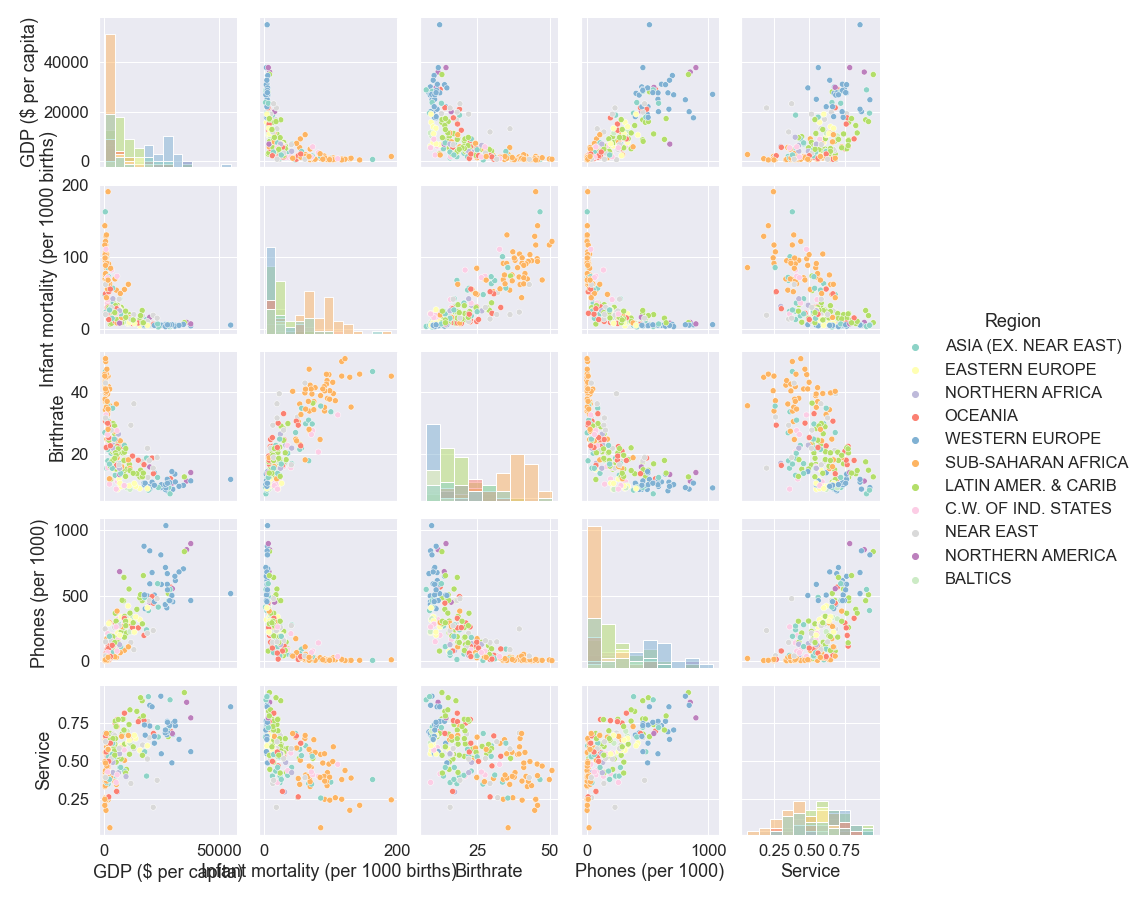 GDP ($ per capita)
40000
20000
0
Infant mortality (per 1000 births)
200
100
0
Birthrate
40
20
Phones (per 1000)
1000
500
0
Service
0.75
0.50
0.25
0 50000 0 200 25 50 0 1000 0.25 0.50 0.75
GDP ($ per capita) Infant mortality (per 1000 births) Birthrate Phones (per 1000) Service
Region
ASIA (EX. NEAR EAST)
EASTERN EUROPE
NORTHERN AFRICA
OCEANIA
WESTERN EUROPE
SUB-SAHARAN AFRICA
LATIN AMER. & CARIB
C.W. OF IND. STATES
NEAR EAST
NORTHERN AMERICA
BALTICS